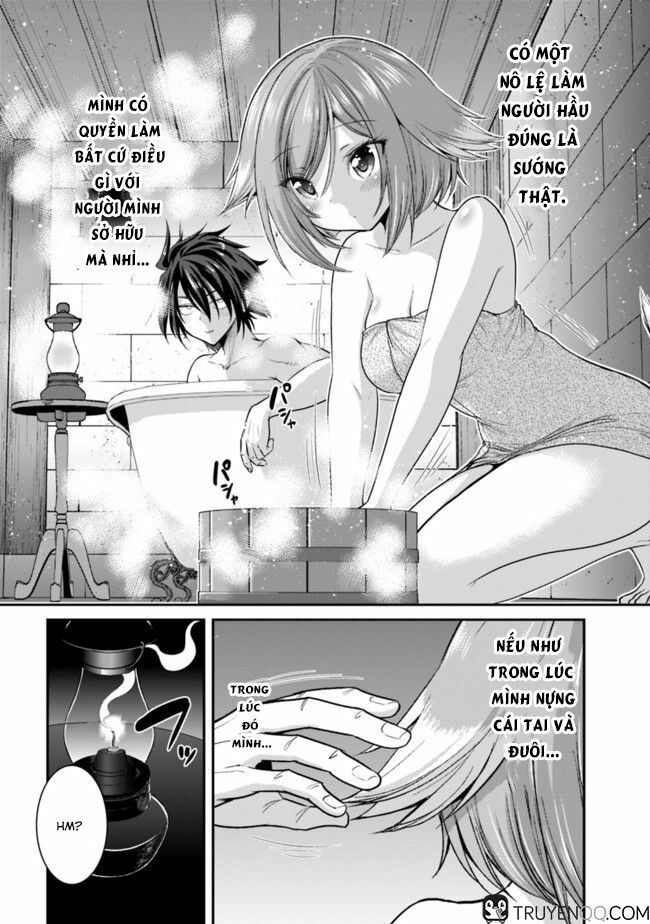 CÓ MỘT
NÔ LỆ LÀM
NGƯỜI HẦU
ĐÚNG LÀ
SƯỚNG
THẬT.
MÌNH CÓ
QUYỀN LÀM
BẤT CỨ ĐIỀU
GÌ VỚI
NGƯỜI MÌNH
SỞ HỮU
MÀ NHỈ...
パシャ
パシャ
NẾU NHƯ
TRONG LÚC
MÌNH NỰNG
CÁI TAI VÀ
ĐUÔI...
TRONG
LÚC
ĐÓ
MÌNH...
フッ
HM?
TRUYENQQ.COM